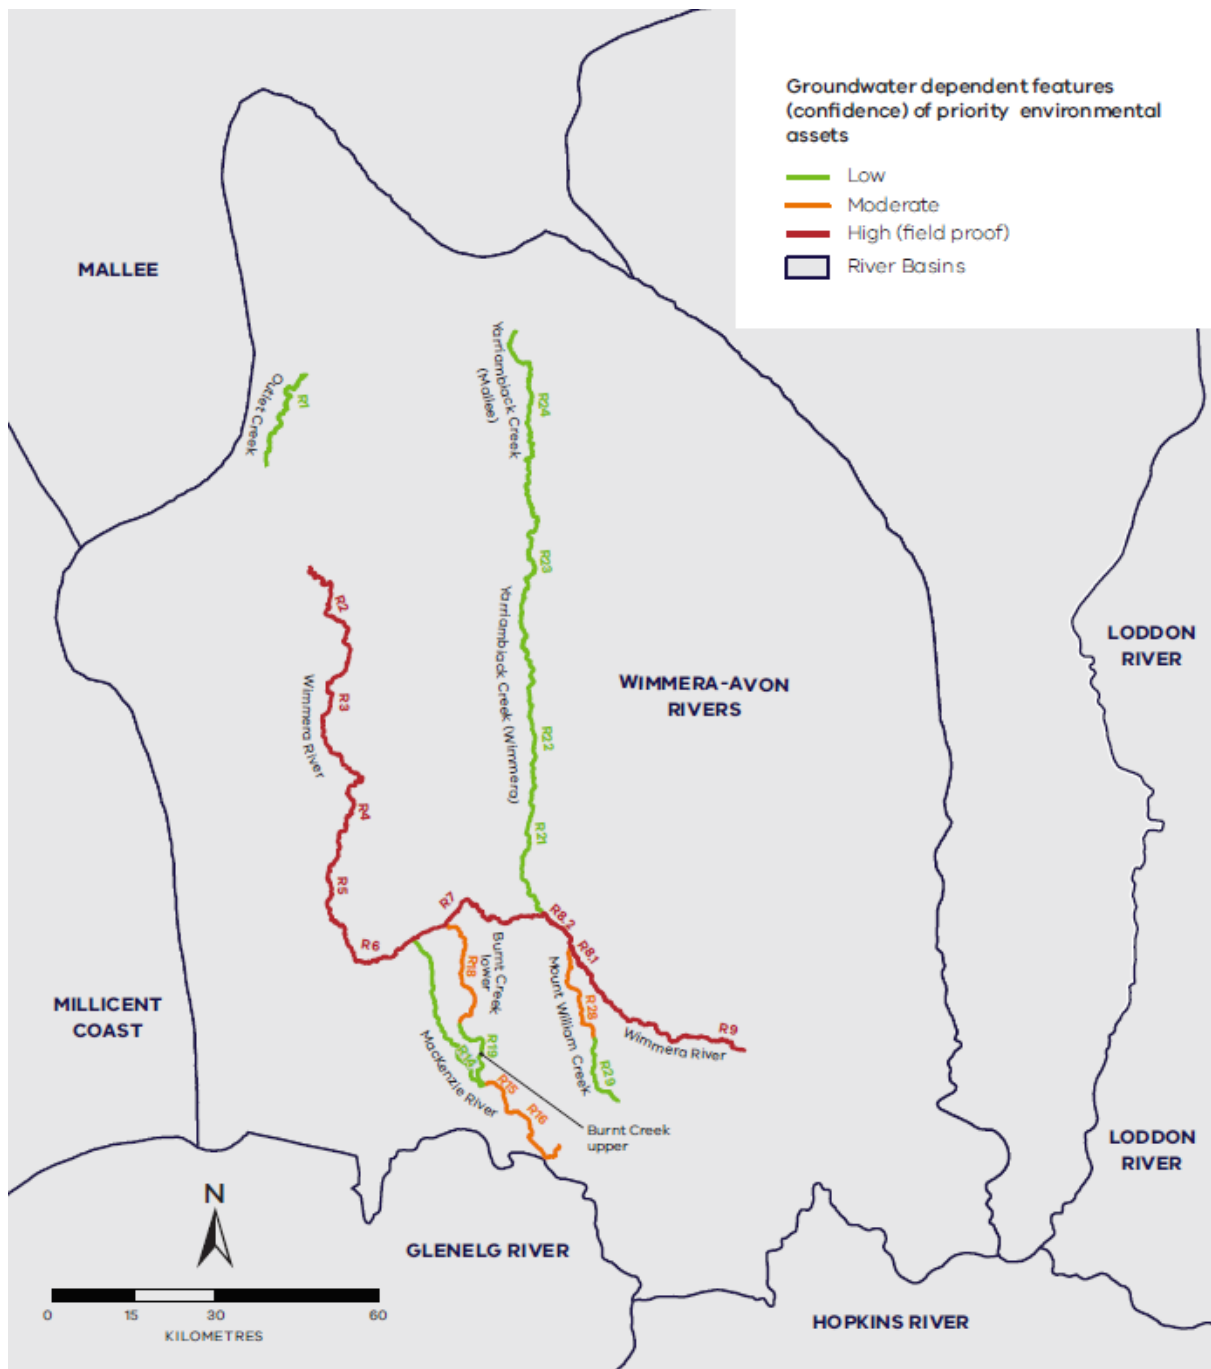 Groundwater dependent features
(confidence) of priority environmental
assets
Low
Moderate
High (field proof)
River Basins
MALLEE
Outlet Creek
R1
Yarriambiack Creek
(Mallee)
R24
R23
Yarriambiack Creek (Wimmera)
R22
R21
R2
R3
Wimmera River
R4
R5
R6
R7
R8.2
R8.1
R9
Wimmera River
WIMMERA-AVON
RIVERS
LODDON
RIVER
MILLICENT
COAST
Burnt Creek
lower
R18
R19
R14
MacKenzie River
R15
R16
Mount William Creek
R28
R29
Burnt Creek
upper
LODDON
RIVER
N
GLENELG RIVER
HOPKINS RIVER
0 15 30 60
KILOMETRES